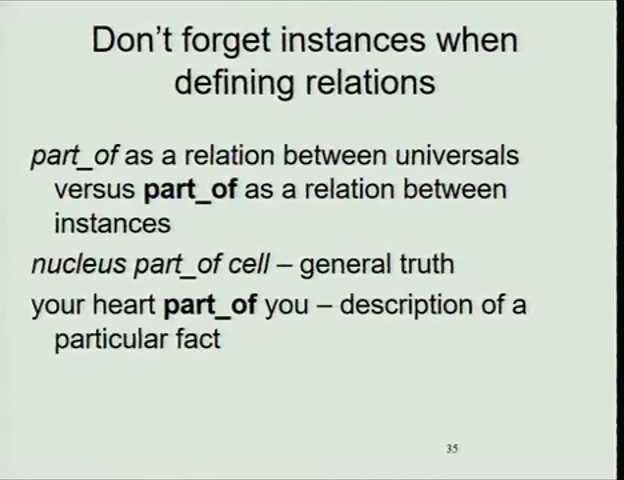 Don't forget instances when
defining relations
part_of as a relation between universals
versus part_of as a relation between
instances
nucleus part_of cell – general truth
your heart part_of you – description of a
particular fact
35